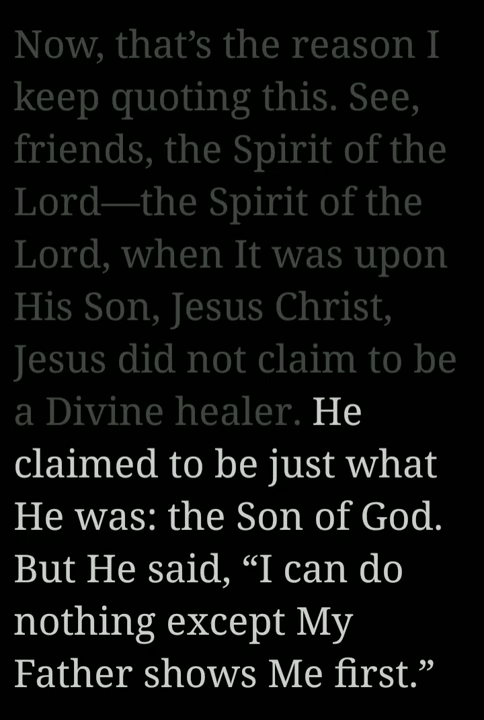 Now, that’s the reason I
keep quoting this. See,
friends, the Spirit of the
Lord—the Spirit of the
Lord, when It was upon
His Son, Jesus Christ,
Jesus did not claim to be
a Divine healer. He
claimed to be just what
He was: the Son of God.
But He said, “I can do
nothing except My
Father shows Me first.”